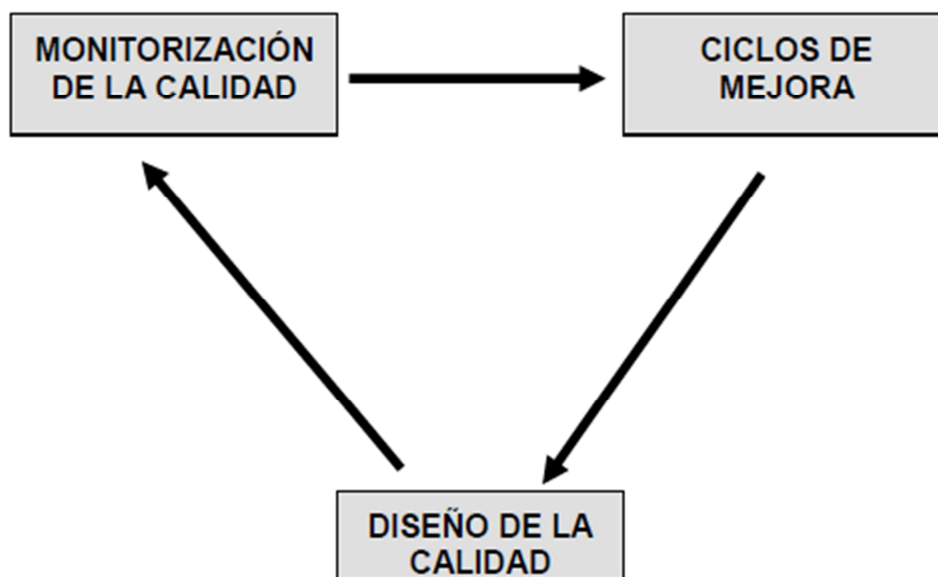 MONITORIZACIÓN
DE LA CALIDAD
CICLOS DE
MEJORA
DISEÑO DE LA
CALIDAD